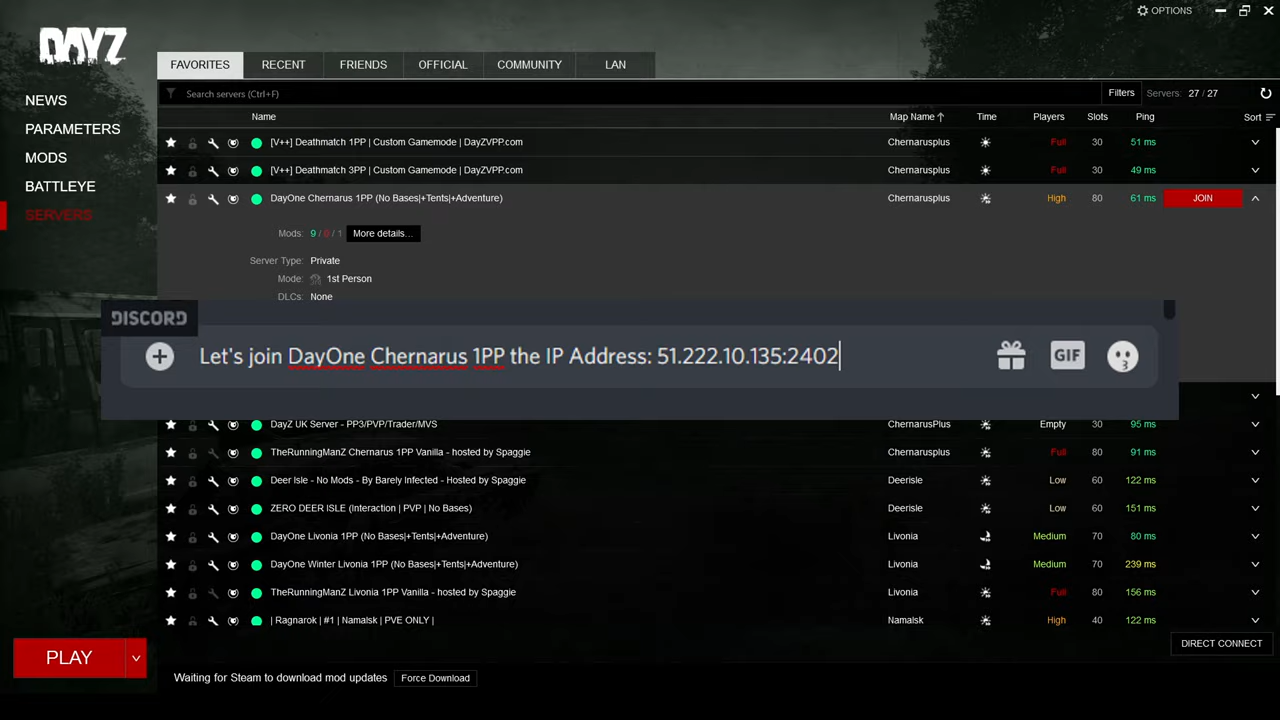 OPTIONS
DAYZ
FAVORITES RECENT FRIENDS OFFICIAL COMMUNITY LAN
NEWS
PARAMETERS
MODS
BATTLEYE
SERVERS
Search servers (Ctrl+F) Filters Servers: 27 / 27
Name Map Name Time Players Slots Ping Sort
[V++] Deathmatch 1PP | Custom Gamemode | DayZVPP.com Chernarusplus Full 30 51 ms
[V++] Deathmatch 3PP | Custom Gamemode | DayZVPP.com Chernarusplus Full 30 49 ms
DayOne Chernarus 1PP (No Bases|+Tents|+Adventure) Chernarusplus High 80 61 ms JOIN
Mods: 9 / 0 / 1 More details...
Server Type: Private
Mode: 1st Person
DLCs: None
DISCORD
Let's join DayOne Chernarus 1PP the IP Address: 51.222.10.135:2402 GIF
DayZ UK Server - PP3/PVP/Trader/MVS ChernarusPlus Empty 30 95 ms
TheRunningManZ Chernarus 1PP Vanilla - hosted by Spaggie Chernarusplus Full 80 91 ms
Deer Isle - No Mods - By Barely Infected - Hosted by Spaggie Deerisle Low 60 122 ms
ZERO DEER ISLE (Interaction | PVP | No Bases) Deerisle Low 60 151 ms
DayOne Livonia 1PP (No Bases|+Tents|+Adventure) Livonia Medium 70 80 ms
DayOne Winter Livonia 1PP (No Bases|+Tents|+Adventure) Livonia Medium 70 239 ms
TheRunningManZ Livonia 1PP Vanilla - hosted by Spaggie Livonia Full 80 156 ms
| Ragnarok | #1 | Namalsk | PVE ONLY | Namalsk High 40 122 ms
DIRECT CONNECT
PLAY
Waiting for Steam to download mod updates Force Download